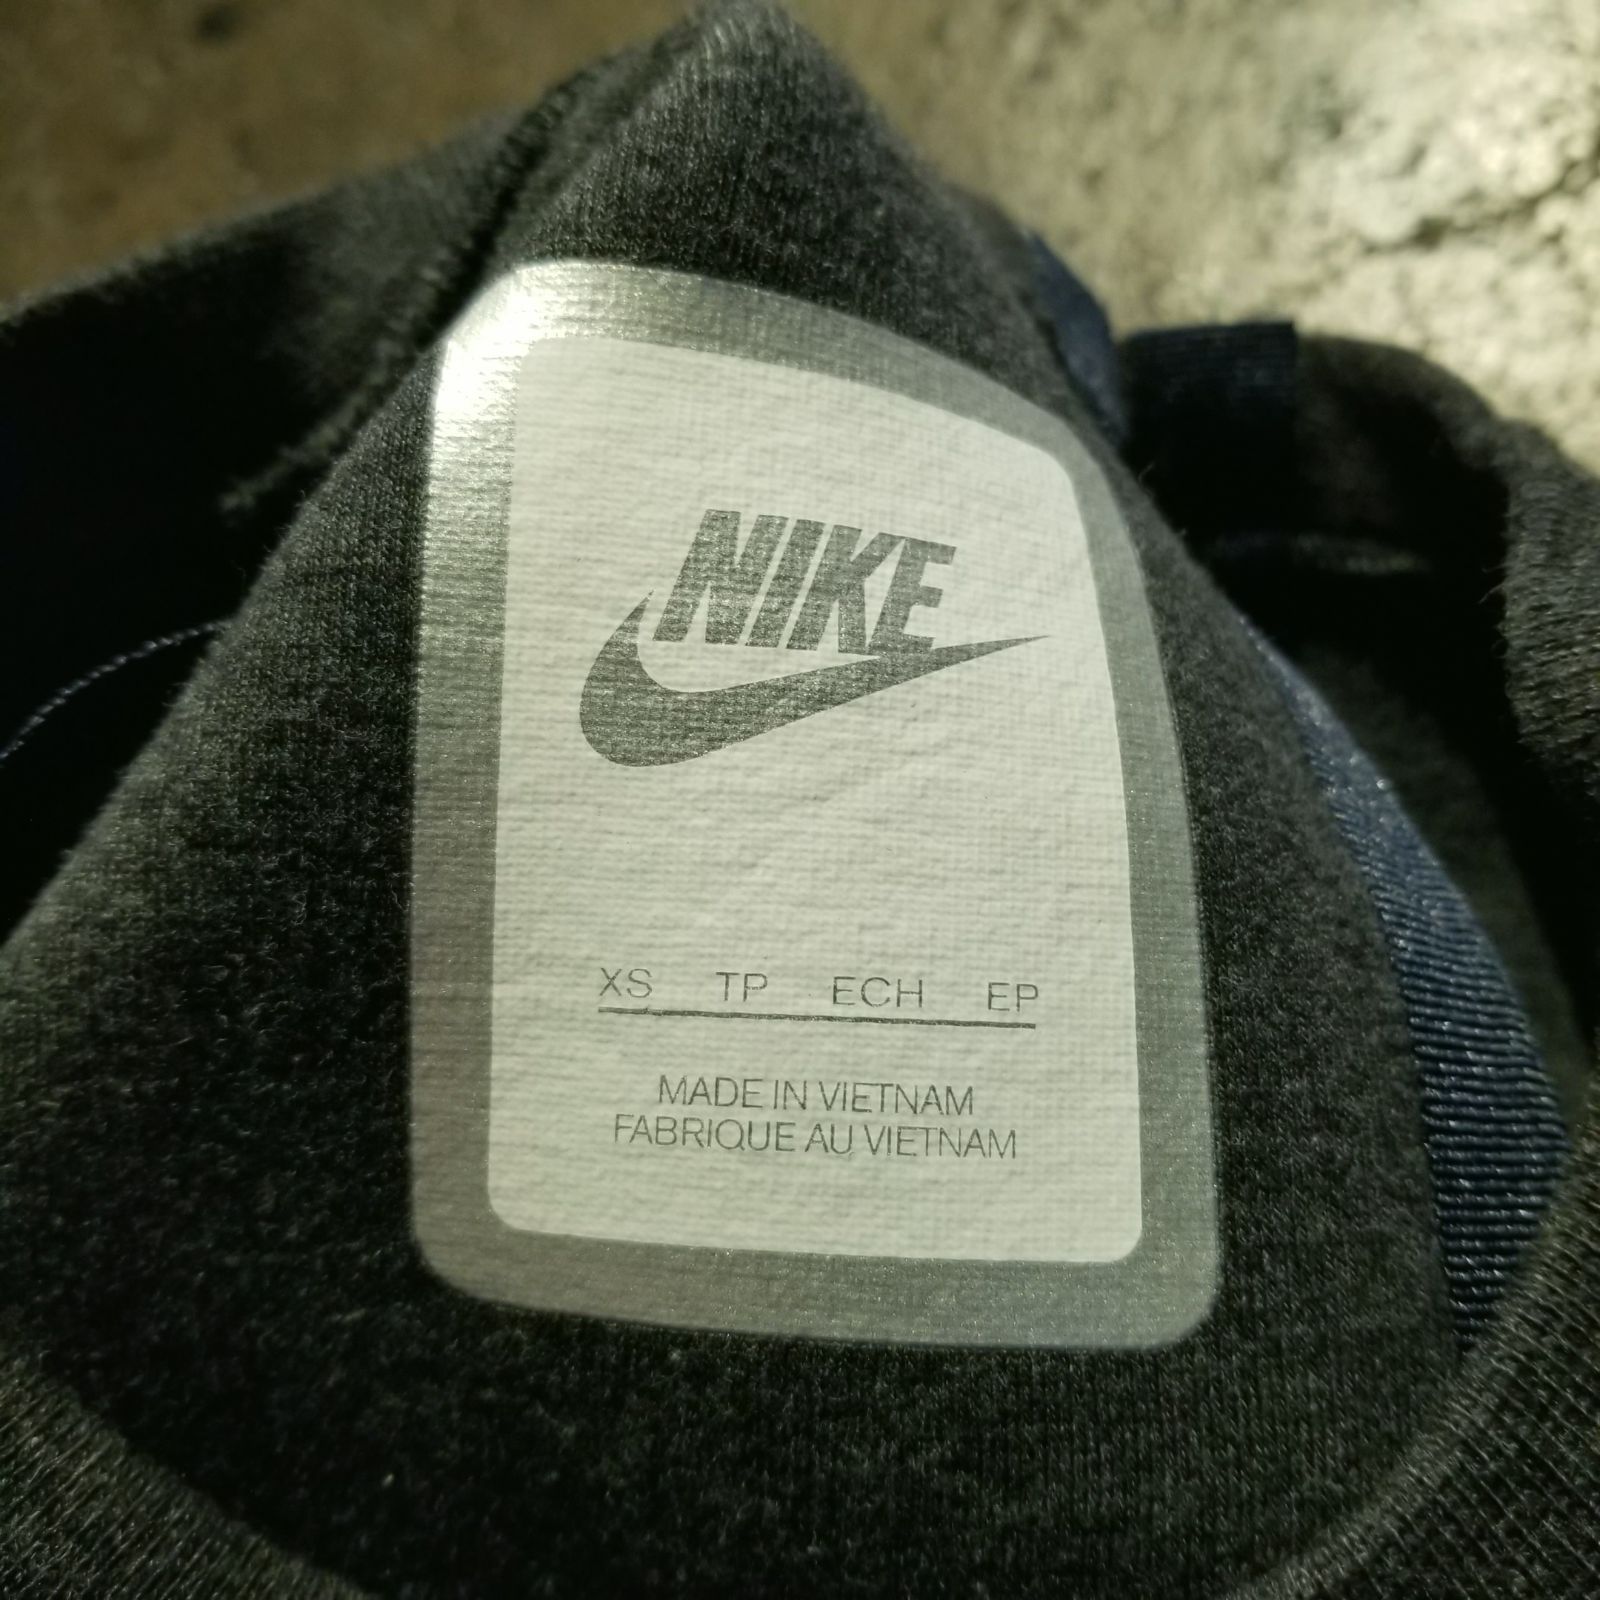 NIKE
XS TP ECH EP
MADE IN VIETNAM
FABRIQUE AU VIETNAM